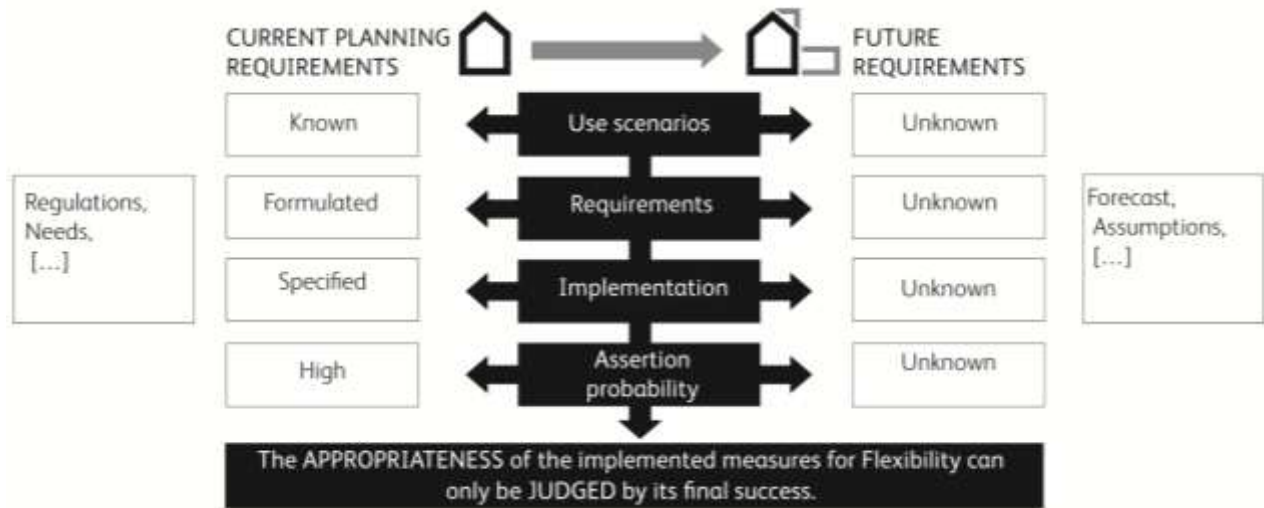 CURRENT PLANNING
REQUIREMENTS
FUTURE
REQUIREMENTS
Known
Use scenarios
Unknown
Regulations,
Needs,
[...]
Formulated
Requirements
Unknown
Forecast,
Assumptions,
[...]
Specified
Implementation
Unknown
High
Assertion
probability
Unknown
The APPROPRIATENESS of the implemented measures for Flexibility can
only be JUDGED by its final success.